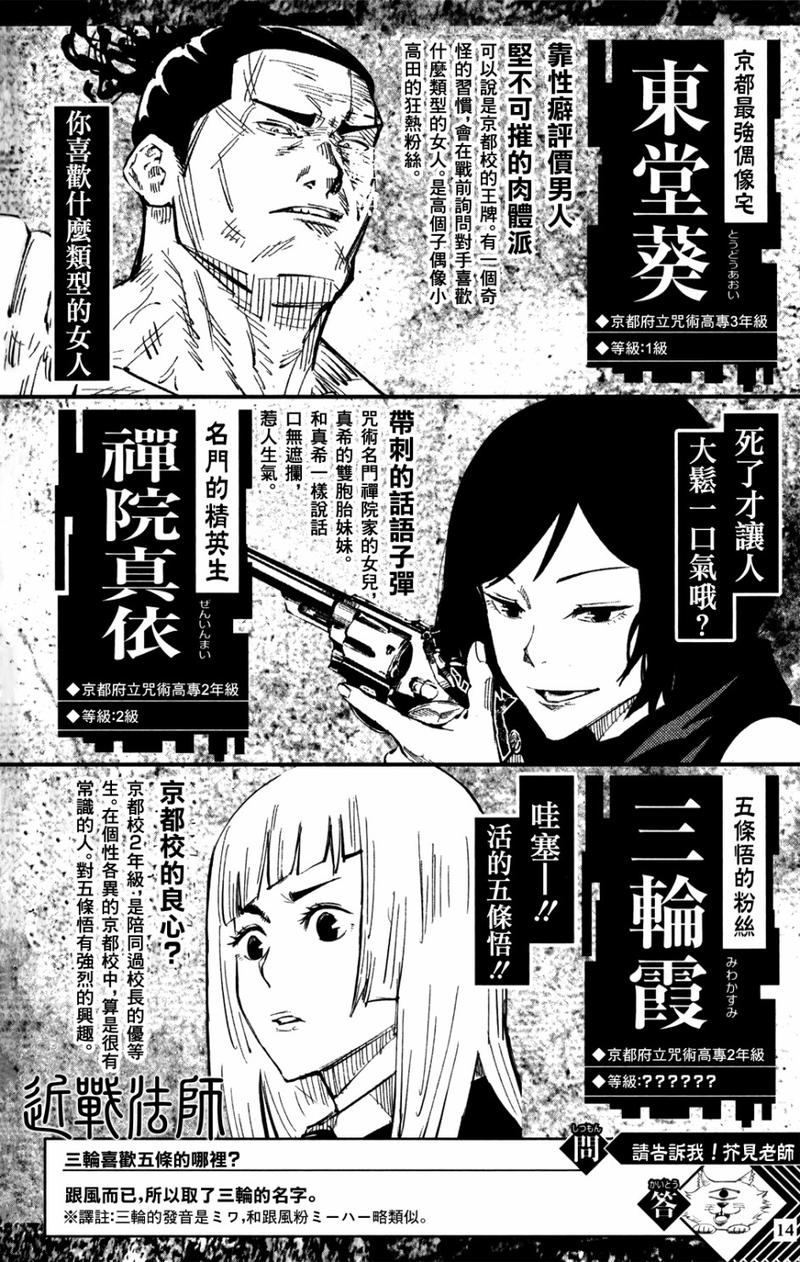 京都最強偶像宅
東堂葵
とうどうあおい
◆京都府立咒術高專3年級
◆等級:1級
靠性癖評價男人
堅不可摧的肉體派
可以說是京都校的王牌。有一個奇
怪的習慣,會在戰前詢問對手喜歡
什麼類型的女人。是高個子偶像小
高田的狂熱粉絲。
你喜歡什麼類型的女人
死了才讓人
大鬆一口氣哦?
帶刺的話語子彈
咒術名門禪院家的女兒,
真希的雙胞胎妹妹。
和真希一樣說話
口無遮攔,
惹人生氣。
名門的精英生
禪院真依
ぜんいんまい
◆京都府立咒術高專2年級
◆等級:2級
五條悟的粉絲
三輪霞
みわかすみ
◆京都府立咒術高專2年級
◆等級:??????
哇塞—!!
活的五條悟!!
京都校的良心?
京都校2年級,是陪同過校長的優等
生。在個性各異的京都校中,算是很有
常識的人。對五條悟有強烈的興趣。
近戰法師
請告訴我!芥見老師
しつもん
問
三輪喜歡五條的哪裡?
かいとう
答
跟風而已,所以取了三輪的名字。
※譯註:三輪的發音是ミワ,和跟風粉ミーハー略類似。
14